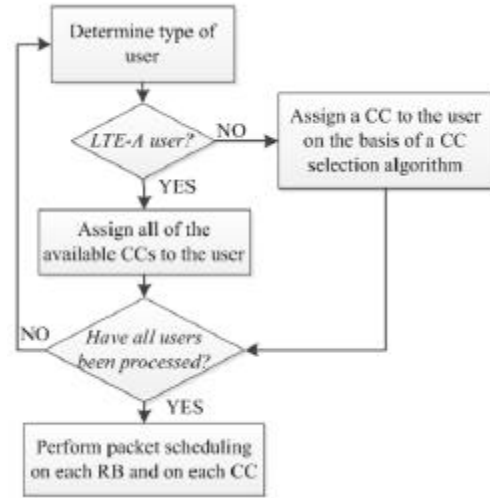 Determine type of
user
LTE-A user?
NO
Assign a CC to the user
on the basis of a CC
selection algorithm
YES
Assign all of the
available CCs to the user
NO
Have all users
been processed?
YES
Perform packet scheduling
on each RB and on each CC